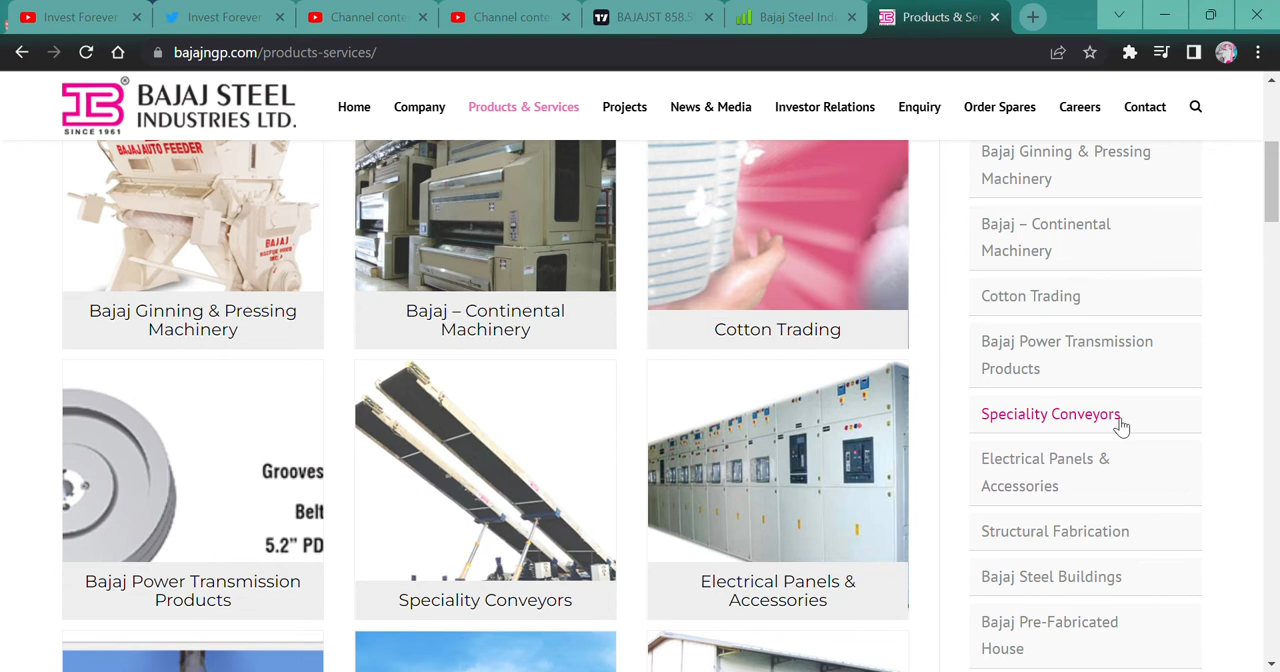 Invest Forever
Invest Forever
Channel conte
Channel conte
BAJAJST 858.5
Bajaj Steel Ind
Products & Se
bajajngp.com/products-services/
BAJAJ STEEL
INDUSTRIES LTD.
SINCE 1961
Home
Company
Products & Services
Projects
News & Media
Investor Relations
Enquiry
Order Spares
Careers
Contact
BAJAJ AUTO FEEDER
BAJAJ
Bajaj Ginning & Pressing
Machinery
Bajaj – Continental
Machinery
Cotton Trading
Grooves
Belt
5.2" PD
Bajaj Power Transmission
Products
Speciality Conveyors
Electrical Panels &
Accessories
Bajaj Ginning & Pressing
Machinery
Bajaj – Continental
Machinery
Cotton Trading
Bajaj Power Transmission
Products
Speciality Conveyors
Electrical Panels &
Accessories
Structural Fabrication
Bajaj Steel Buildings
Bajaj Pre-Fabricated
House